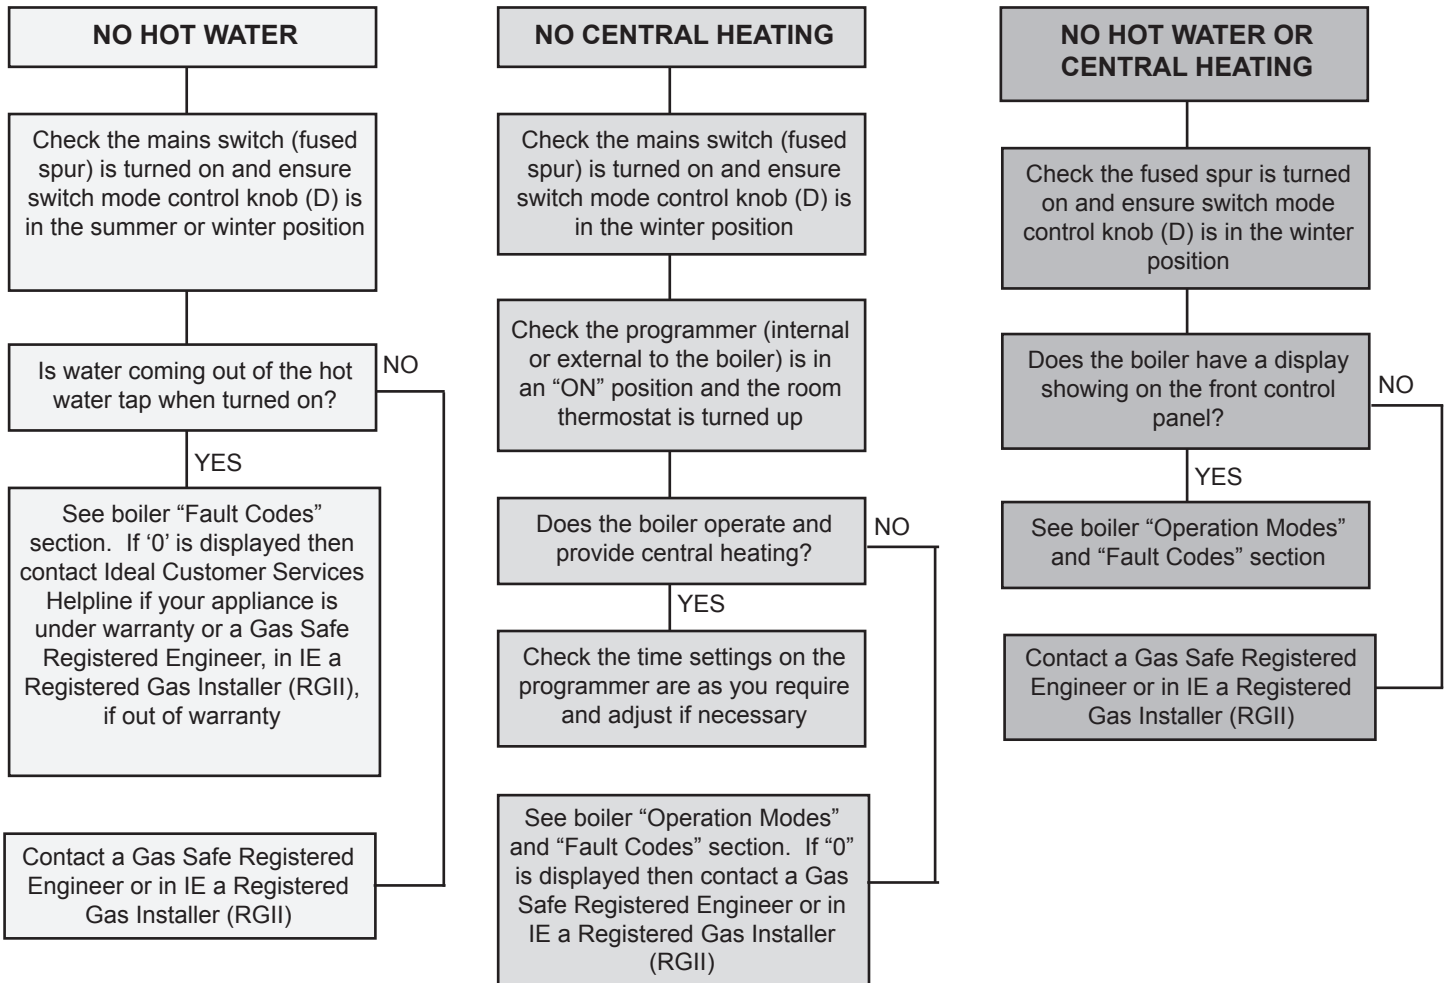 NO HOT WATER
Check the mains switch (fused
spur) is turned on and ensure
switch mode control knob (D) is
in the summer or winter position
Is water coming out of the hot
water tap when turned on?
NO
YES
See boiler “Fault Codes”
section.  If ‘0’ is displayed then
contact Ideal Customer Services
Helpline if your appliance is
under warranty or a Gas Safe
Registered Engineer, in IE a
Registered Gas Installer (RGII),
if out of warranty
Contact a Gas Safe Registered
Engineer or in IE a Registered
Gas Installer (RGII)
NO CENTRAL HEATING
Check the mains switch (fused
spur) is turned on and ensure
switch mode control knob (D) is
in the winter position
Check the programmer (internal
or external to the boiler) is in
an “ON” position and the room
thermostat is turned up
Does the boiler operate and
provide central heating?
NO
YES
Check the time settings on the
programmer are as you require
and adjust if necessary
See boiler “Operation Modes”
and “Fault Codes” section.  If “0”
is displayed then contact a Gas
Safe Registered Engineer or in
IE a Registered Gas Installer
(RGII)
NO HOT WATER OR
CENTRAL HEATING
Check the fused spur is turned
on and ensure switch mode
control knob (D) is in the winter
position
Does the boiler have a display
showing on the front control
panel?
NO
YES
See boiler “Operation Modes”
and “Fault Codes” section
Contact a Gas Safe Registered
Engineer or in IE a Registered
Gas Installer (RGII)